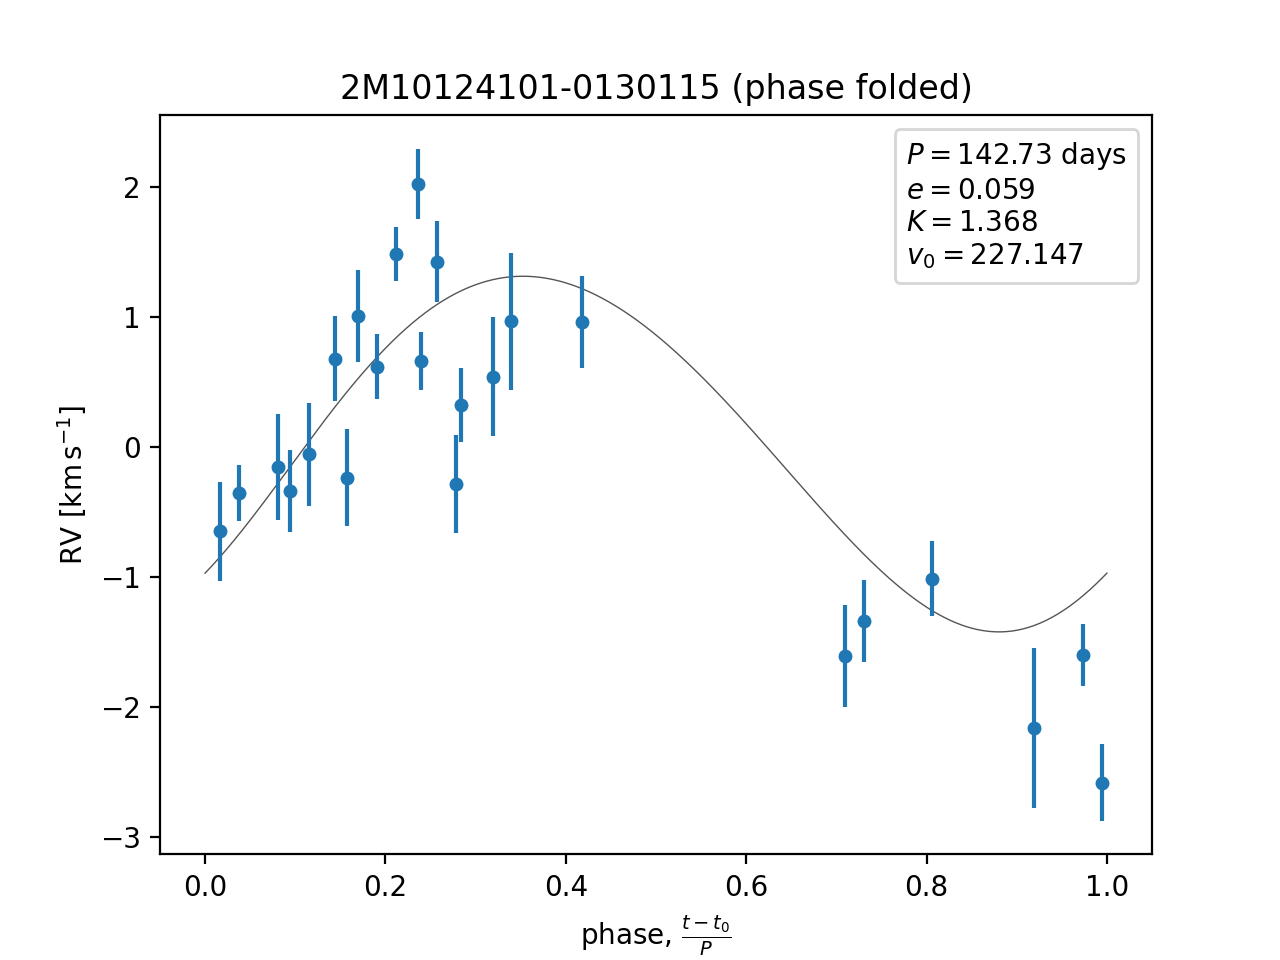 2M10124101-0130115 (phase folded)
P = 142.73 days
e = 0.059
K = 1.368
v₀ = 227.147
RV [km s⁻¹]
2
1
0
−1
−2
−3
0.0 0.2 0.4 0.6 0.8 1.0
phase, (t − t₀)/P